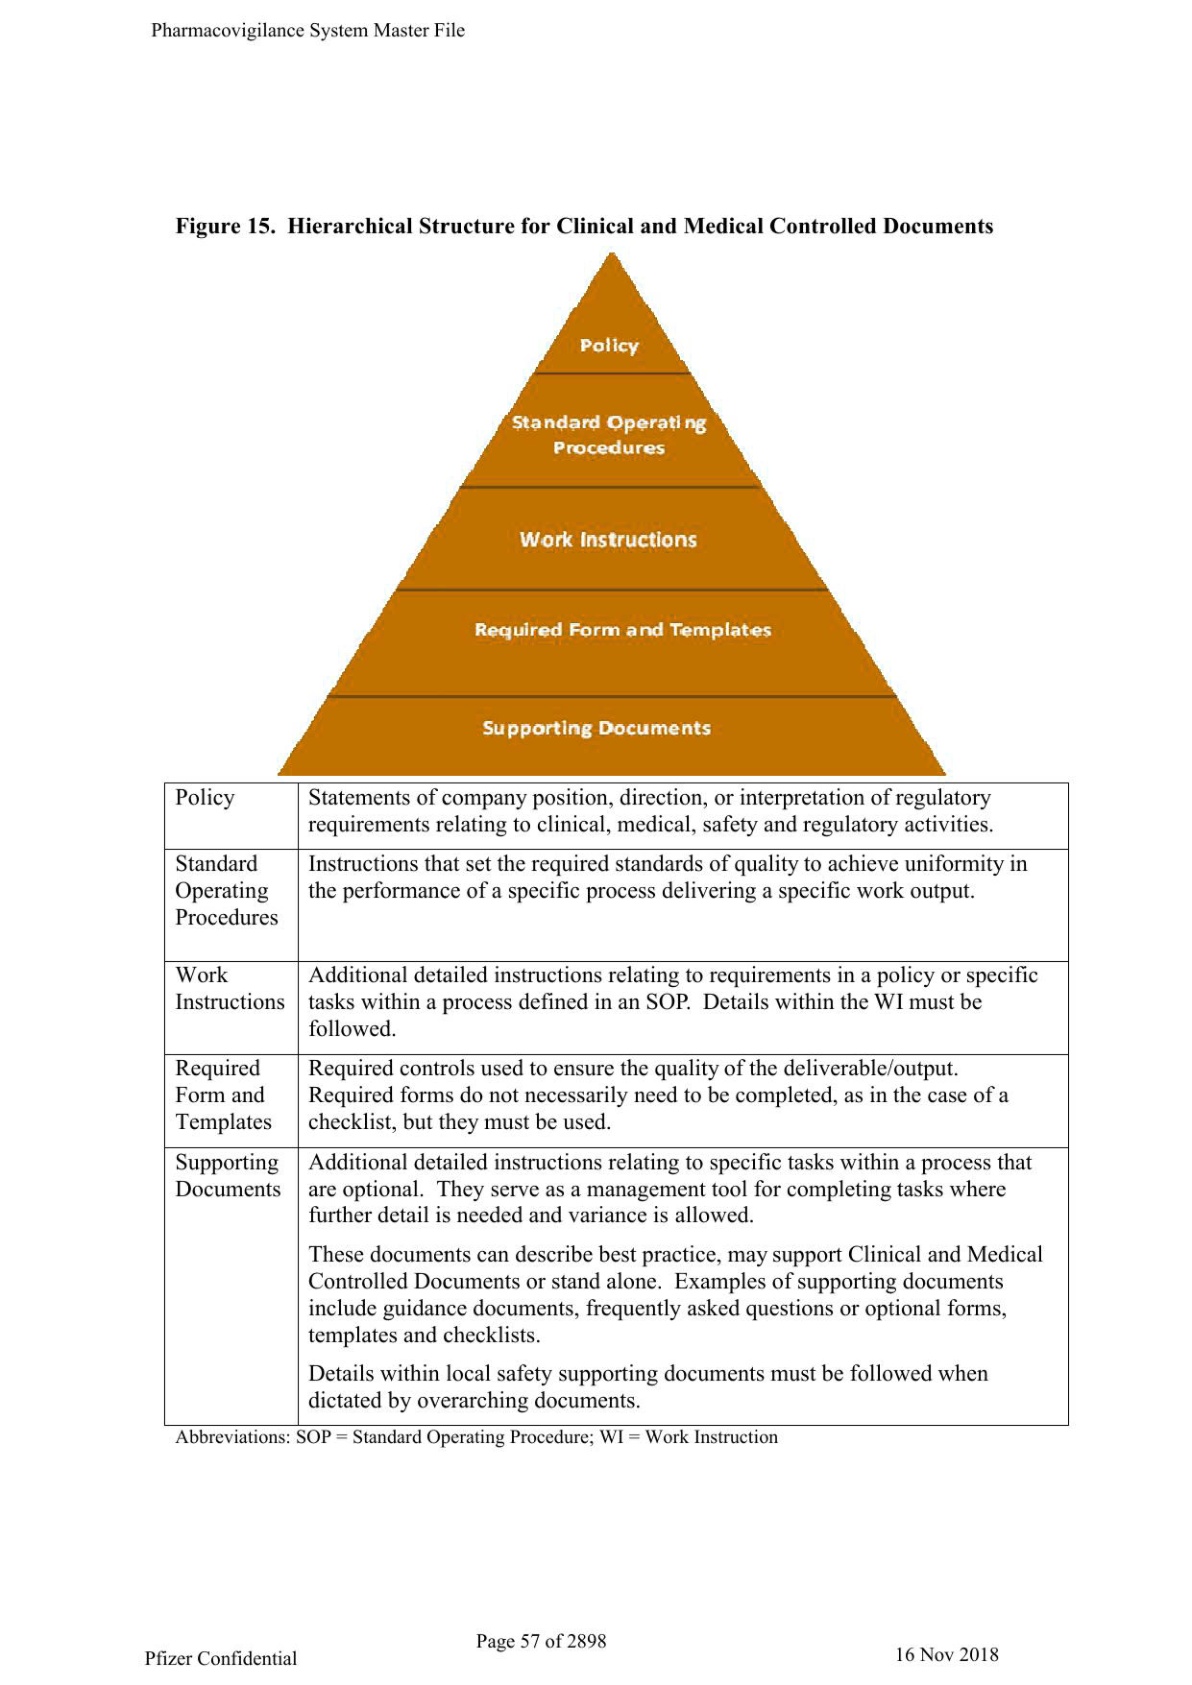 Pharmacovigilance System Master File
Figure 15.  Hierarchical Structure for Clinical and Medical Controlled Documents
Policy
Standard Operating
Procedures
Work Instructions
Required Form and Templates
Supporting Documents
Policy
Statements of company position, direction, or interpretation of regulatory
requirements relating to clinical, medical, safety and regulatory activities.
Standard
Operating
Procedures
Instructions that set the required standards of quality to achieve uniformity in
the performance of a specific process delivering a specific work output.
Work
Instructions
Additional detailed instructions relating to requirements in a policy or specific
tasks within a process defined in an SOP.  Details within the WI must be
followed.
Required
Form and
Templates
Required controls used to ensure the quality of the deliverable/output.
Required forms do not necessarily need to be completed, as in the case of a
checklist, but they must be used.
Supporting
Documents
Additional detailed instructions relating to specific tasks within a process that
are optional.  They serve as a management tool for completing tasks where
further detail is needed and variance is allowed.
These documents can describe best practice, may support Clinical and Medical
Controlled Documents or stand alone.  Examples of supporting documents
include guidance documents, frequently asked questions or optional forms,
templates and checklists.
Details within local safety supporting documents must be followed when
dictated by overarching documents.
Abbreviations: SOP = Standard Operating Procedure; WI = Work Instruction
Page 57 of 2898
Pfizer Confidential
16 Nov 2018